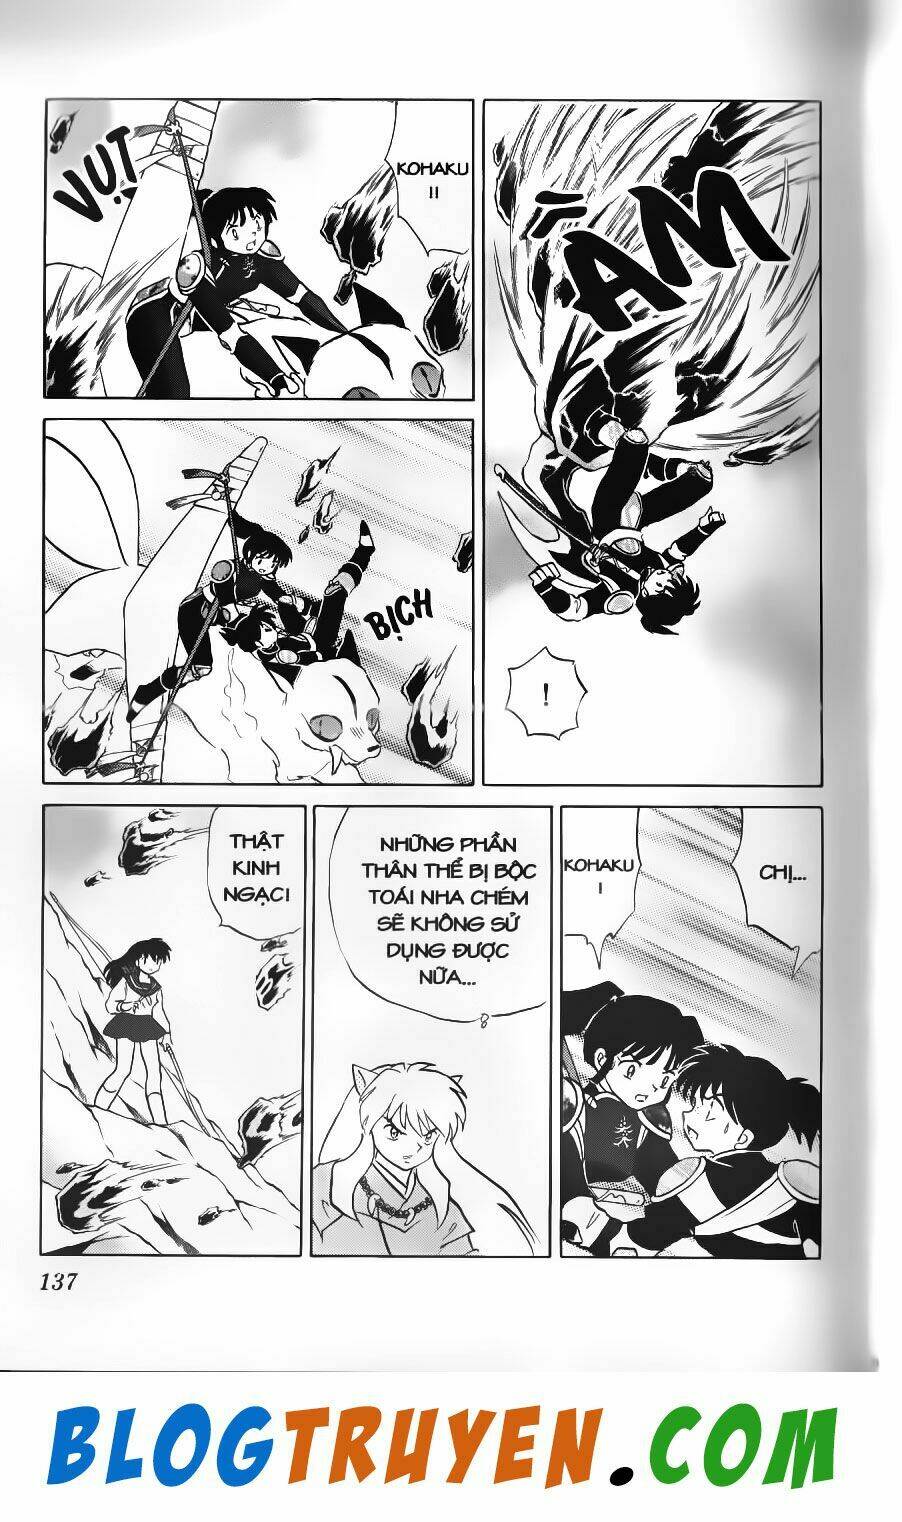 ẦM
!
KOHAKU
!!
VỤT
BỊCH
CHỊ...
KOHAKU
!
NHỮNG PHẦN
THÂN THỂ BỊ BỘC
TOÁI NHA CHÉM
SẼ KHÔNG SỬ
DỤNG ĐƯỢC
NỮA...
THẬT
KINH
NGẠC!
137
BLOGTRUYEN.COM